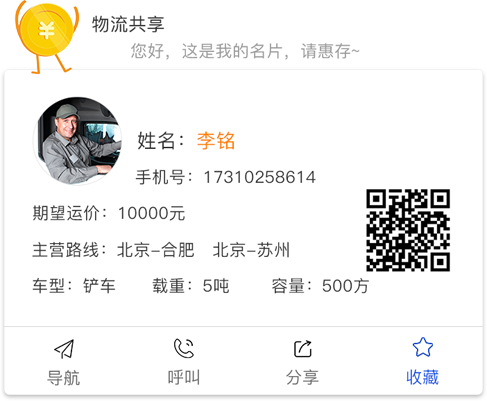 物流共享
您好，这是我的名片，请惠存~
姓名：李铭
手机号：17310258614
期望运价：10000元
主营路线：北京-合肥 北京-苏州
车型：铲车 载重：5吨 容量：500方
导航 呼叫 分享 收藏